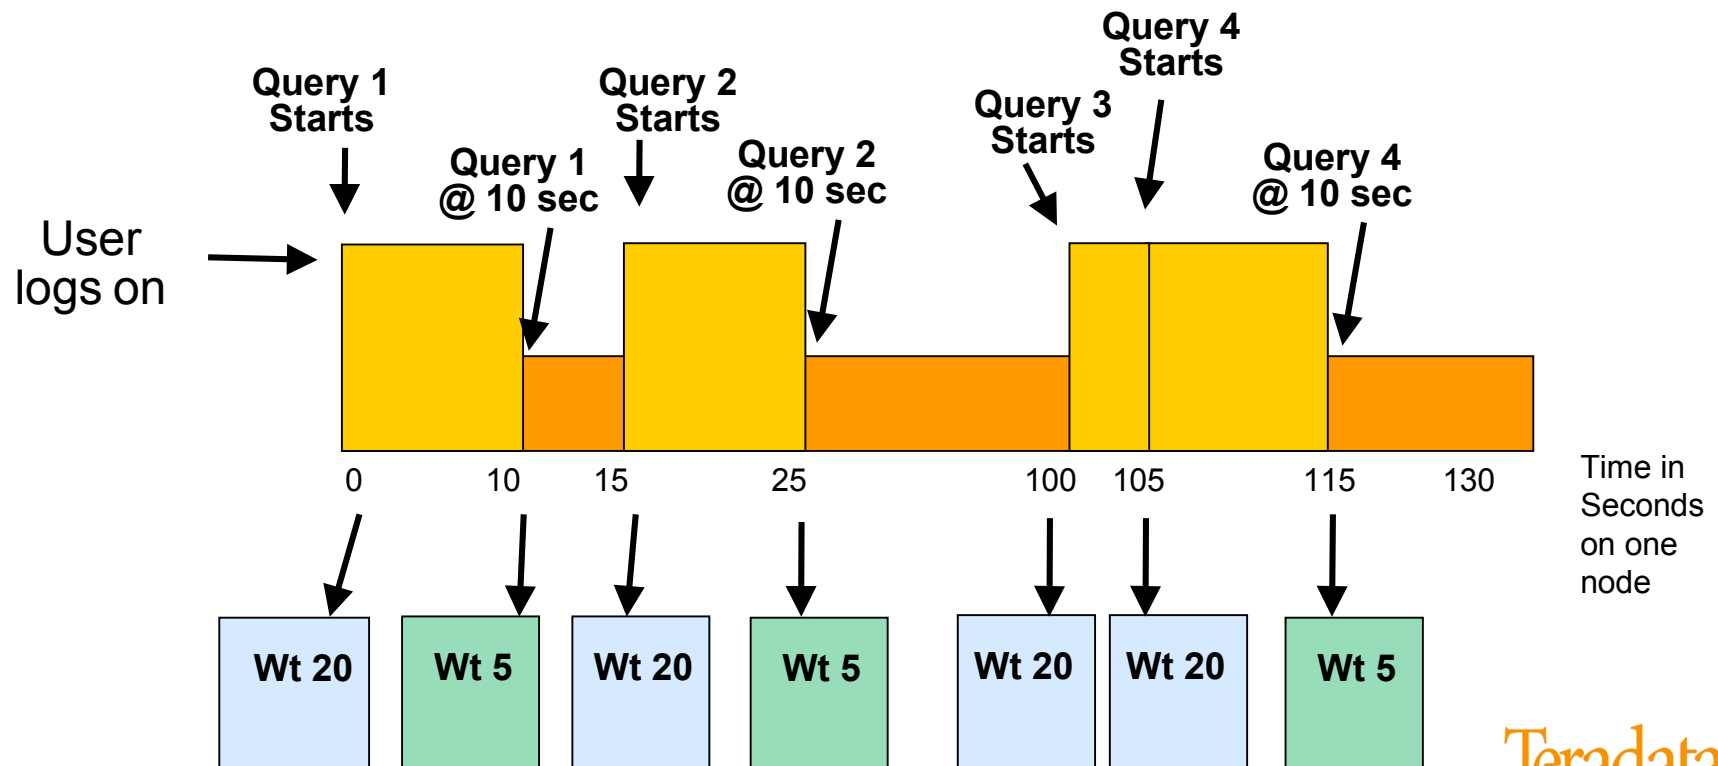 Query 4
Starts
Query 1
Starts
Query 2
Starts
Query 3
Starts
Query 1
@ 10 sec
Query 2
@ 10 sec
Query 4
@ 10 sec
User
logs on
0 10 15 25 100 105 115 130
Time in
Seconds
on one
node
Wt 20 Wt 5 Wt 20 Wt 5 Wt 20 Wt 20 Wt 5
Teradata